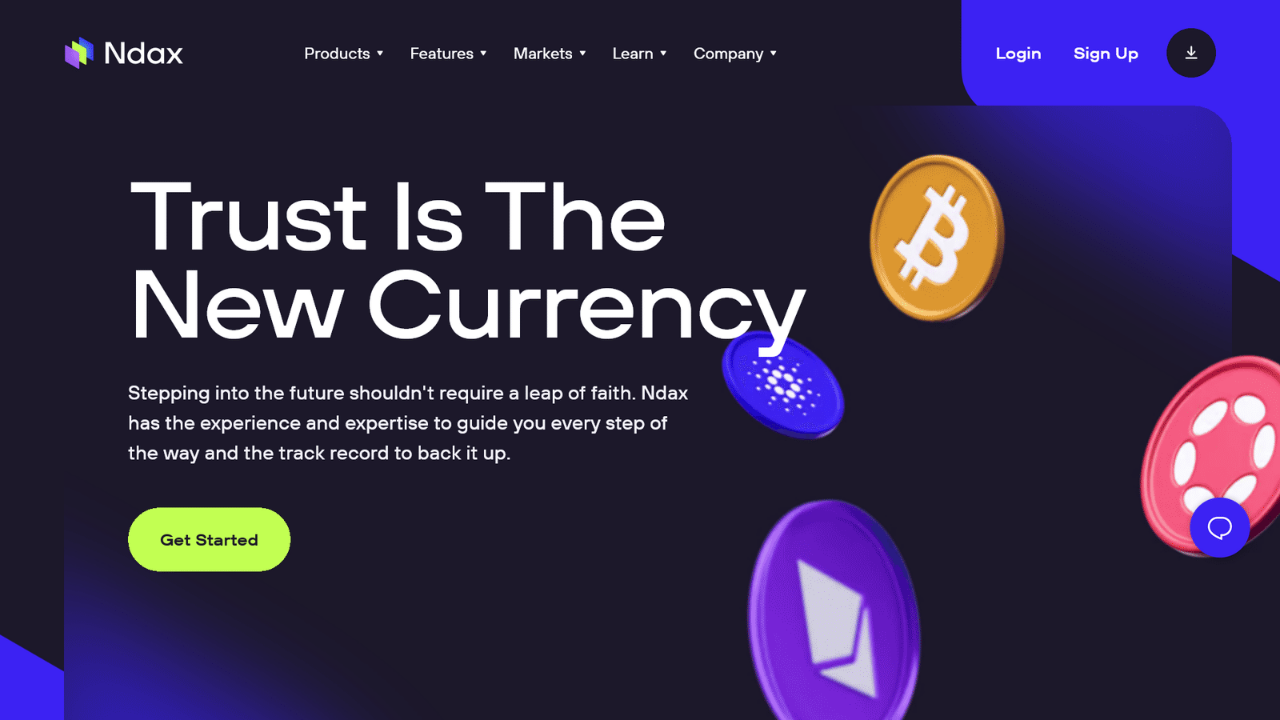 Ndax
Products
Features
Markets
Learn
Company
Login
Sign Up
Trust Is The
New Currency
Stepping into the future shouldn't require a leap of faith. Ndax
has the experience and expertise to guide you every step of
the way and the track record to back it up.
Get Started